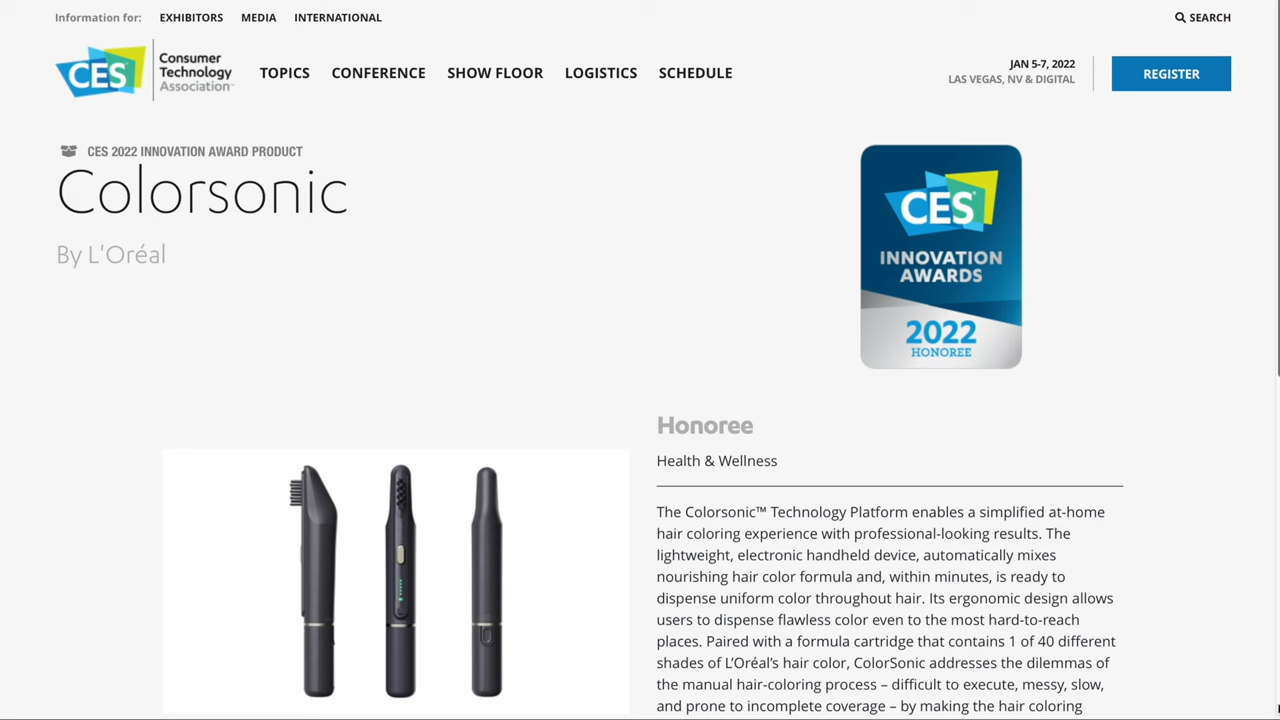 Information for: EXHIBITORS MEDIA INTERNATIONAL SEARCH
CES Consumer Technology Association
TOPICS CONFERENCE SHOW FLOOR LOGISTICS SCHEDULE
JAN 5-7, 2022
LAS VEGAS, NV & DIGITAL
REGISTER
CES 2022 INNOVATION AWARD PRODUCT
Colorsonic
By L'Oréal
CES
INNOVATION
AWARDS
2022
HONOREE
Honoree
Health & Wellness
The Colorsonic™ Technology Platform enables a simplified at-home
hair coloring experience with professional-looking results. The
lightweight, electronic handheld device, automatically mixes
nourishing hair color formula and, within minutes, is ready to
dispense uniform color throughout hair. Its ergonomic design allows
users to dispense flawless color even to the most hard-to-reach
places. Paired with a formula cartridge that contains 1 of 40 different
shades of L'Oréal's hair color, ColorSonic addresses the dilemmas of
the manual hair-coloring process – difficult to execute, messy, slow,
and prone to incomplete coverage – by making the hair coloring